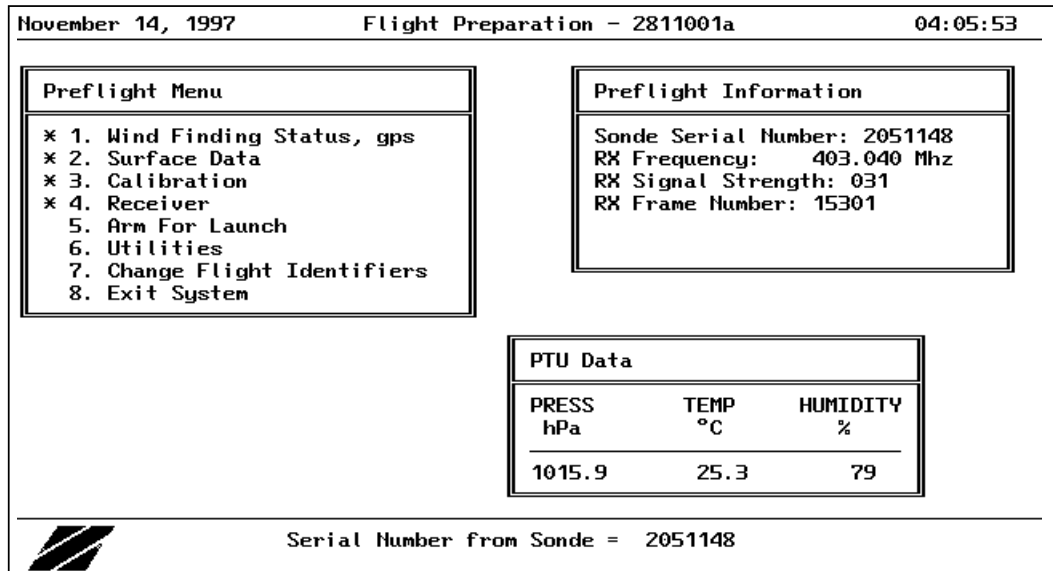 November 14, 1997 Flight Preparation - 2811001a 04:05:53
Preflight Menu
* 1. Wind Finding Status, gps
* 2. Surface Data
* 3. Calibration
* 4. Receiver
5. Arm For Launch
6. Utilities
7. Change Flight Identifiers
8. Exit System
Preflight Information
Sonde Serial Number: 2051148
RX Frequency: 403.040 Mhz
RX Signal Strength: 031
RX Frame Number: 15301
PTU Data
PRESS TEMP HUMIDITY
hPa °C %
1015.9 25.3 79
Serial Number from Sonde = 2051148